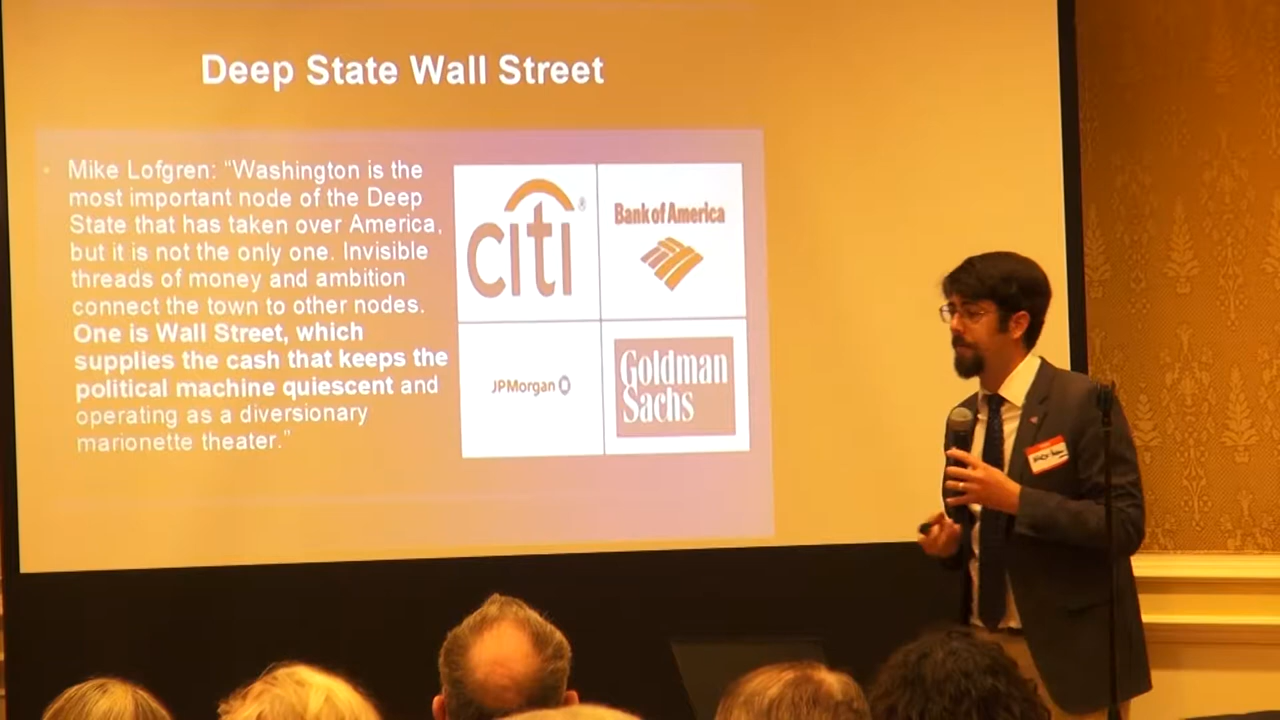 Deep State Wall Street
Mike Lofgren: "Washington is the
most important node of the Deep
State that has taken over America,
but it is not the only one. Invisible
threads of money and ambition
connect the town to other nodes.
One is Wall Street, which
supplies the cash that keeps the
political machine quiescent and
operating as a diversionary
marionette theater."
citi®
Bank of America
JPMorgan
Goldman
Sachs